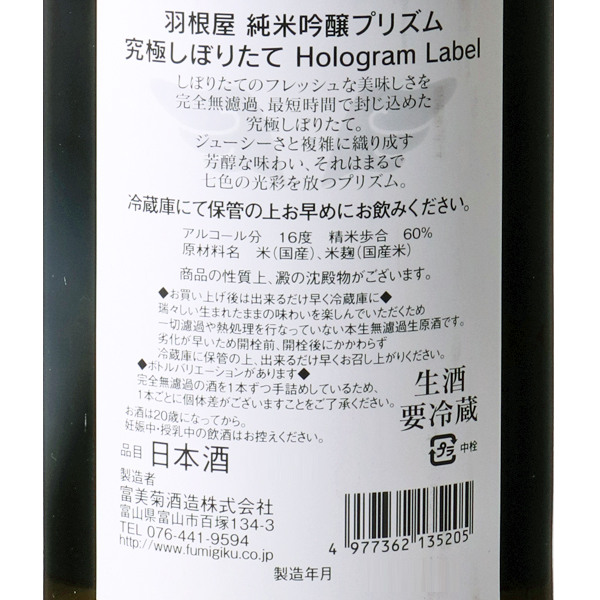 羽根屋 純米吟醸プリズム
究極しぼりたて Hologram Label
しぼりたてのフレッシュな美味しさを
完全無濾過、最短時間で封じ込めた
究極しぼりたて。
ジューシーさと複雑に織り成す
芳醇な味わい、それはまるで
七色の光彩を放つプリズム。
冷蔵庫にて保管の上お早めにお飲みください。
アルコール分 16度 精米歩合 60%
原材料名 米(国産)、米麹(国産米)
商品の性質上、澱の沈殿物がございます。
◆お買い上げ後は出来るだけ早く冷蔵庫に◆
瑞々しい生まれたままの味わいを楽しんでいただくため
一切濾過や熱処理を行なっていない本生無濾過生原酒です。
劣化が早いため開栓前、開栓後にかかわらず
冷蔵庫に保管の上、出来るだけ早くお召し上がりください。
◆ボトルバリエーションがあります◆
完全無濾過の酒を1本ずつ手詰めしているため、
1本ごとに個体差がございますことをご了承ください。
お酒は20歳になってから。
妊娠中・授乳中の飲酒はお控えください。
生酒
要冷蔵
プラ 中栓
品目 日本酒
製造者
富美菊酒造株式会社
富山県富山市百塚134-3
TEL 076-441-9594
http://www.fumigiku.co.jp
4 977362 135205
製造年月